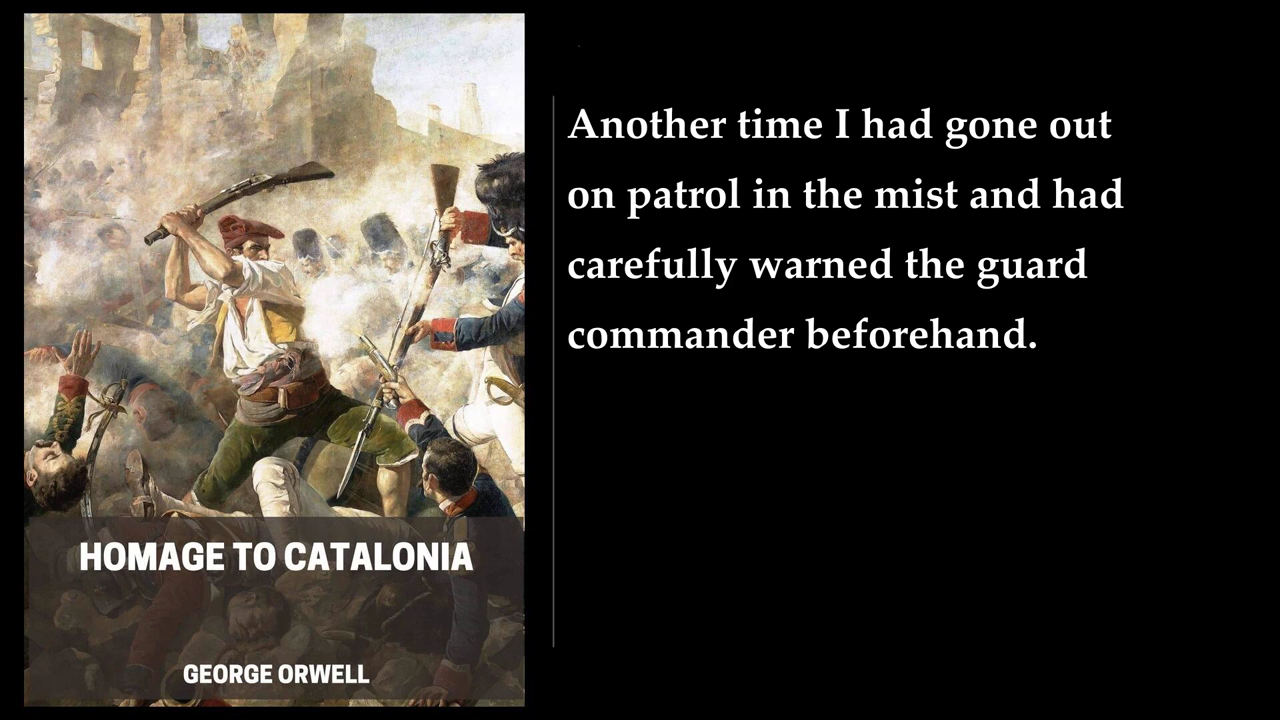 HOMAGE TO CATALONIA
GEORGE ORWELL
Another time I had gone out
on patrol in the mist and had
carefully warned the guard
commander beforehand.